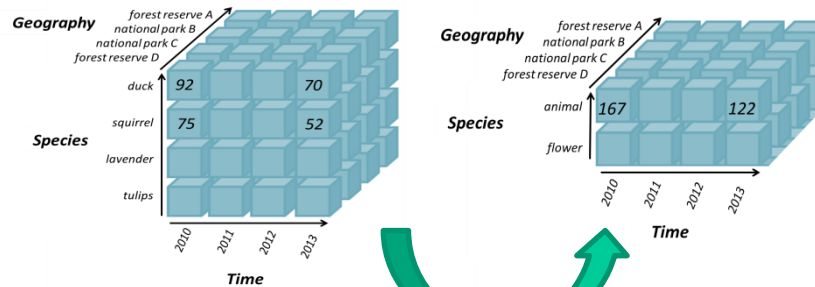 Geography
forest reserve A
national park B
national park C
forest reserve D
Species
duck
squirrel
lavender
tulips
92
70
75
52
2010
2011
2012
2013
Time
Geography
forest reserve A
national park B
national park C
forest reserve D
Species
animal
flower
167
122
2010
2011
2012
2013
Time